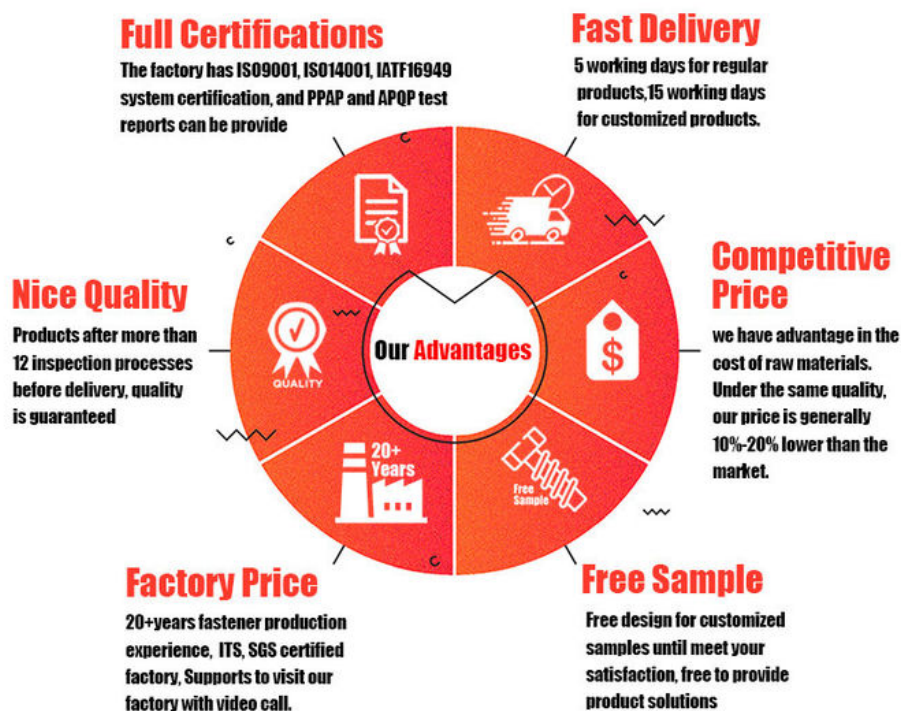 Full Certifications
The factory has ISO9001, ISO14001, IATF16949
system certification, and PPAP and APQP test
reports can be provide
Fast Delivery
5 working days for regular
products,15 working days
for customized products.
Nice Quality
Products after more than
12 inspection processes
before delivery, quality
is guaranteed
QUALITY
Our Advantages
Competitive
Price
we have advantage in the
cost of raw materials.
Under the same quality,
our price is generally
10%-20% lower than the
market.
$
20+
Years
Free
Sample
Factory Price
20+years fastener production
experience, ITS, SGS certified
factory, Supports to visit our
factory with video call.
Free Sample
Free design for customized
samples until meet your
satisfaction, free to provide
product solutions